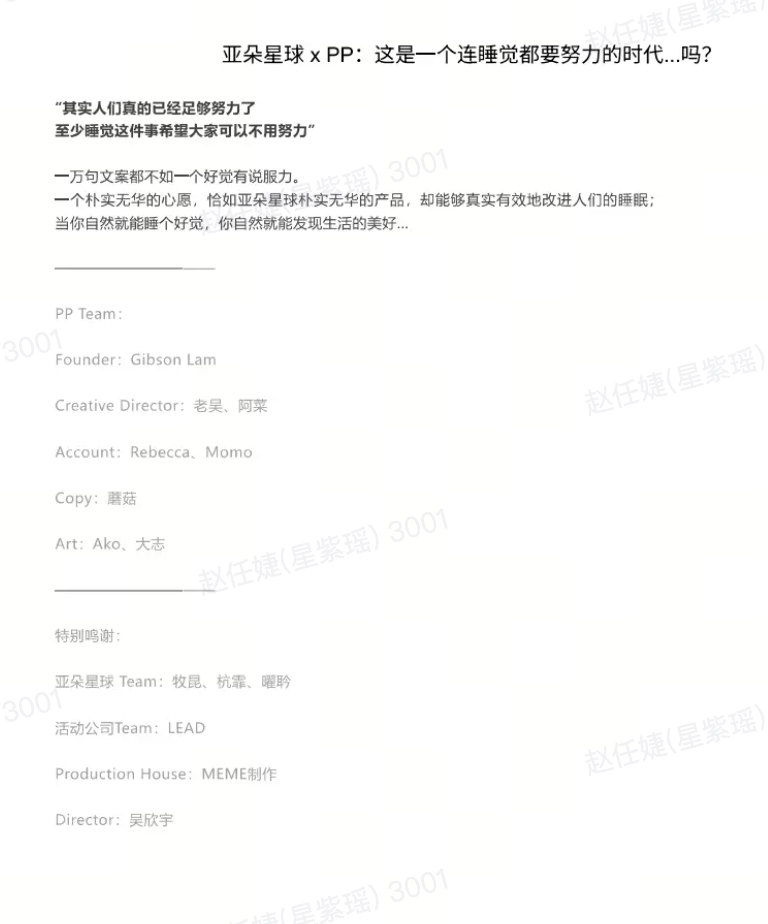 亚朵星球 x PP：这是一个连睡觉都要努力的时代...吗？
“其实人们真的已经足够努力了
至少睡觉这件事希望大家可以不用努力”
一万句文案都不如一个好觉有说服力。
一个朴实无华的心愿，恰如亚朵星球朴实无华的产品，却能够真实有效地改进人们的睡眠；
当你自然就能睡个好觉，你自然就能发现生活的美好...
PP Team：
Founder：Gibson Lam
Creative Director：老吴、阿菜
Account：Rebecca、Momo
Copy：蘑菇
Art：Ako、大志
特别鸣谢：
亚朵星球 Team：牧昆、杭霏、曜聆
活动公司Team：LEAD
Production House：MEME制作
Director：吴欣宇
赵任婕(星紫瑶) 3001
赵任婕(星紫瑶) 3001
赵任婕(星紫瑶) 3001
赵任婕(星紫瑶)
赵任婕(星紫瑶)
赵任婕(星紫瑶)
3001
3001